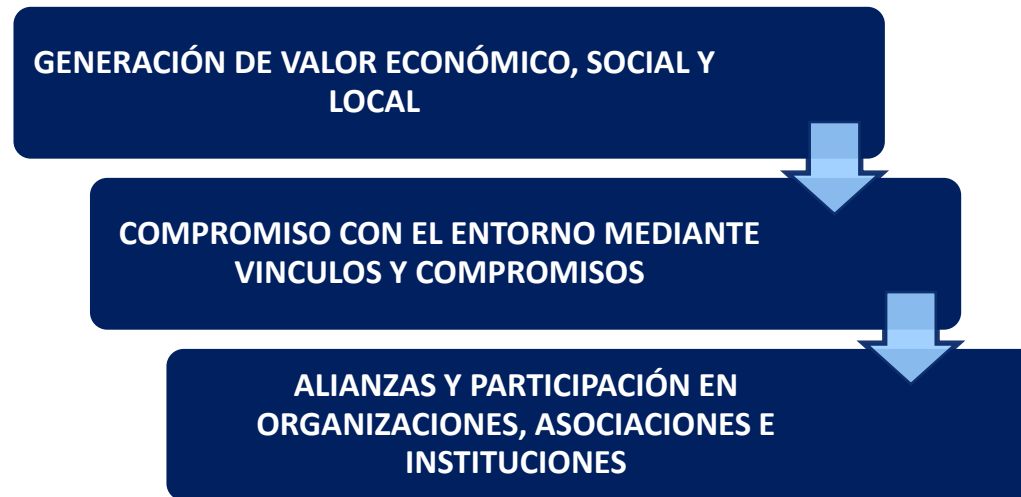 GENERACIÓN DE VALOR ECONÓMICO, SOCIAL Y
LOCAL
COMPROMISO CON EL ENTORNO MEDIANTE
VINCULOS Y COMPROMISOS
ALIANZAS Y PARTICIPACIÓN EN
ORGANIZACIONES, ASOCIACIONES E
INSTITUCIONES